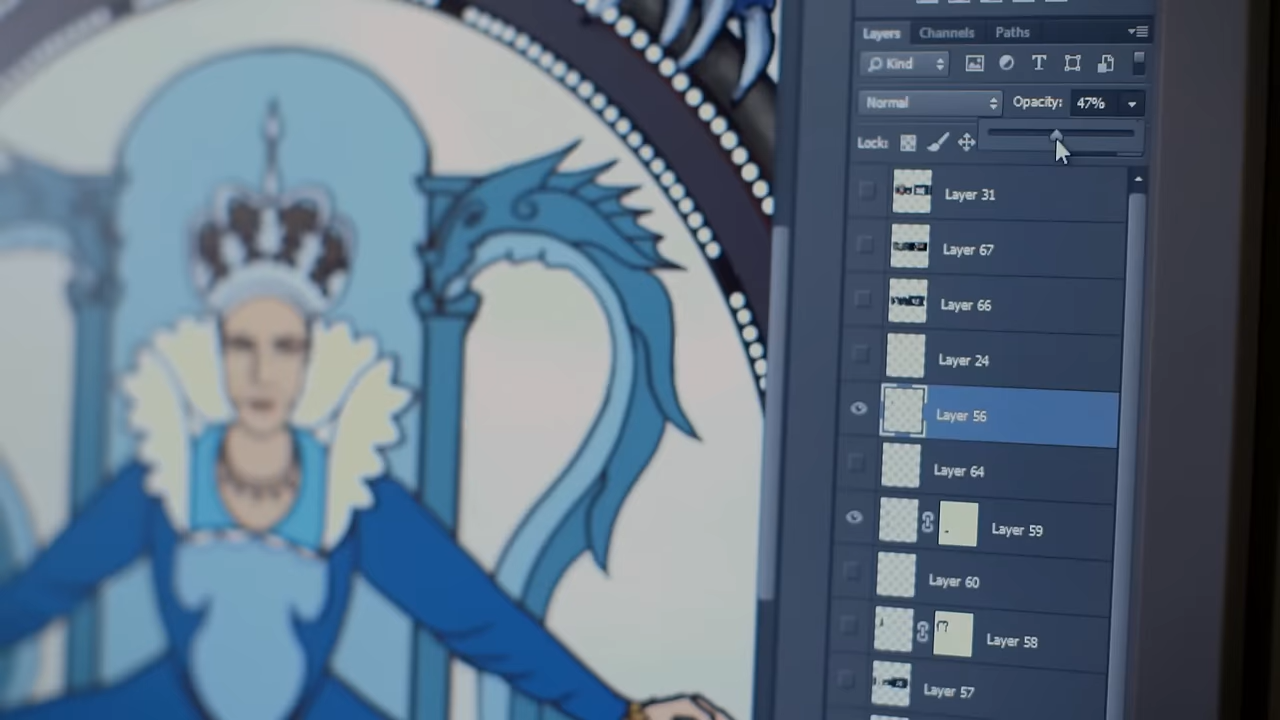 Layers Channels Paths
Kind
Normal Opacity: 47%
Lock:
Layer 31
Layer 67
Layer 66
Layer 24
Layer 56
Layer 64
Layer 59
Layer 60
Layer 58
Layer 57